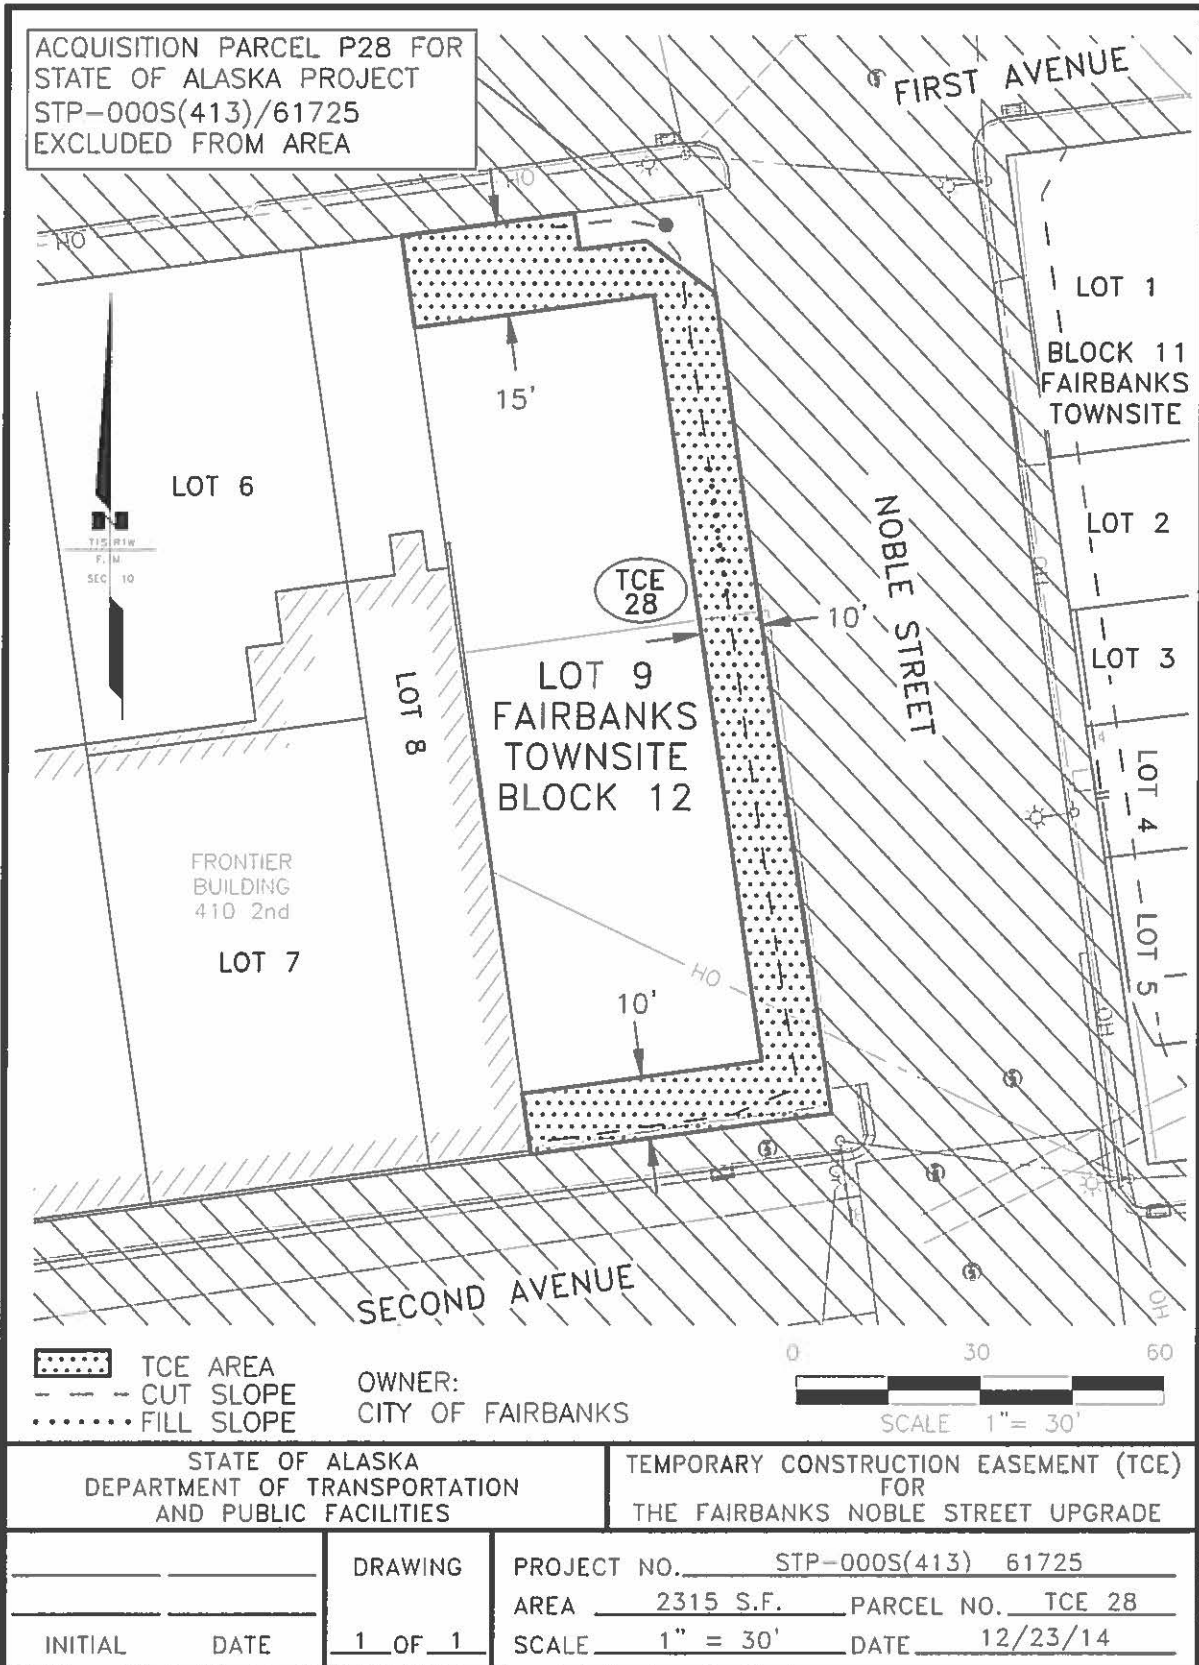 ACQUISITION PARCEL P28 FOR
STATE OF ALASKA PROJECT
STP-000S(413)/61725
EXCLUDED FROM AREA
FIRST AVENUE
HO
HO
LOT 1
BLOCK 11
FAIRBANKS
TOWNSITE
15'
LOT 6
LOT 2
NOBLE STREET
T1S R1W
F. M.
SEC 10
TCE
28
10'
OH
LOT 3
LOT 8
LOT 9
FAIRBANKS
TOWNSITE
BLOCK 12
LOT 4
FRONTIER
BUILDING
410 2nd
LOT 7
LOT 5
HO
10'
OH
SECOND AVENUE
HO
TCE AREA
CUT SLOPE
FILL SLOPE
OWNER:
CITY OF FAIRBANKS
0 30 60
SCALE 1"= 30'
STATE OF ALASKA
DEPARTMENT OF TRANSPORTATION
AND PUBLIC FACILITIES
TEMPORARY CONSTRUCTION EASEMENT (TCE)
FOR
THE FAIRBANKS NOBLE STREET UPGRADE
INITIAL DATE
DRAWING
1 OF 1
PROJECT NO. STP-000S(413) 61725
AREA 2315 S.F. PARCEL NO. TCE 28
SCALE 1" = 30' DATE 12/23/14